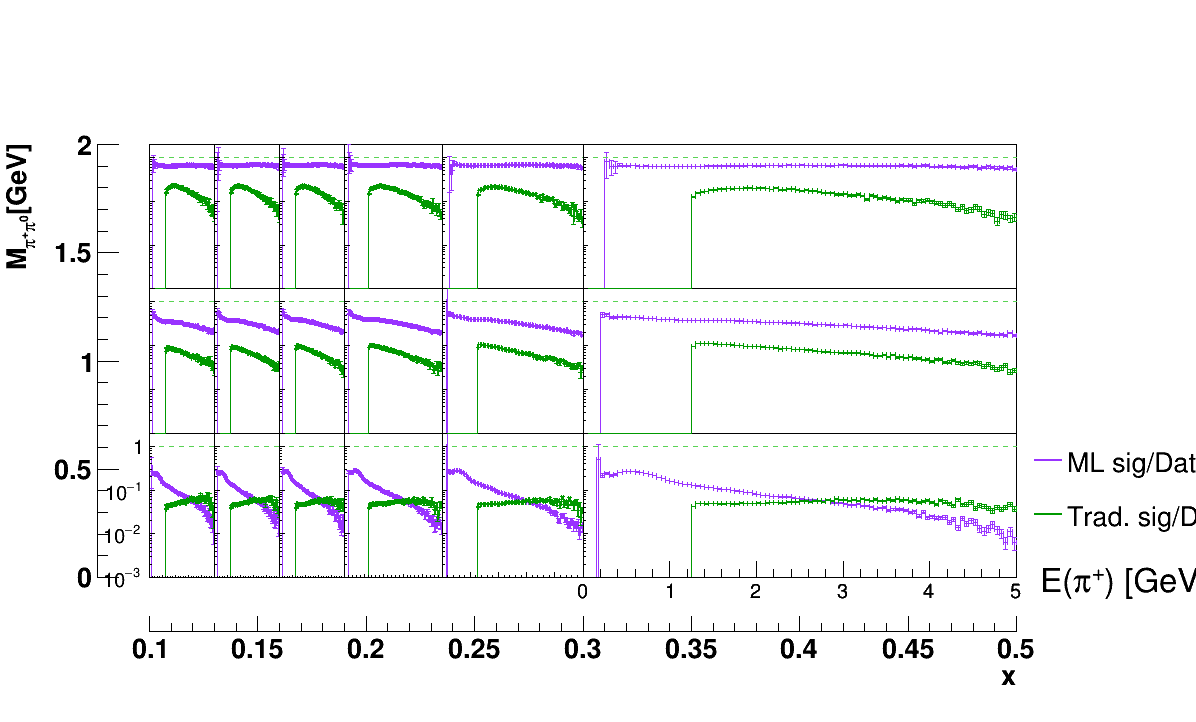 M_{π⁺π⁰}[GeV]
2
1.5
1
0.5
0
1
10⁻¹
10⁻²
10⁻³
ML sig/Dat
Trad. sig/D
0 1 2 3 4 5
E(π⁺) [GeV
0.1 0.15 0.2 0.25 0.3 0.35 0.4 0.45 0.5
x